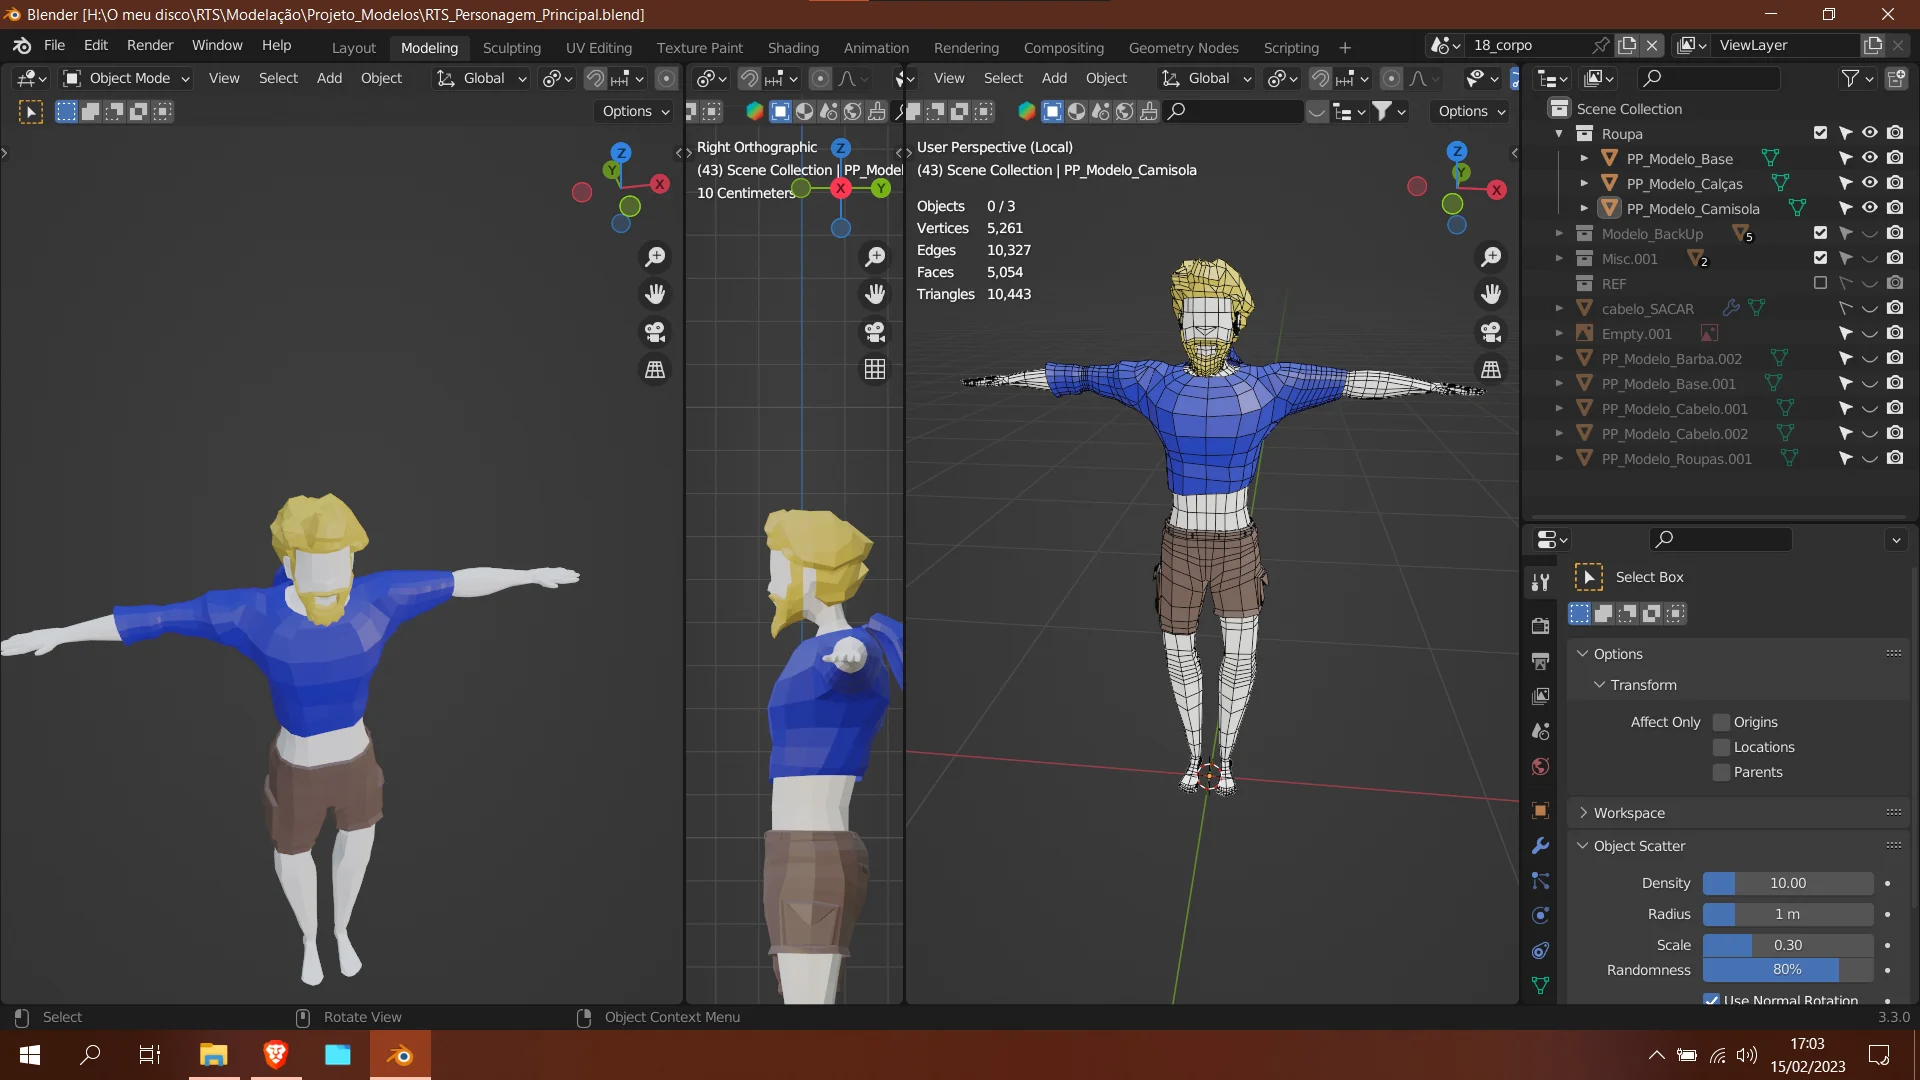 Blender [H:\O meu disco\RTS\Modelação\Projeto_Modelos\RTS_Personagem_Principal.blend]
File Edit Render Window Help
Layout Modeling Sculpting UV Editing Texture Paint Shading Animation Rendering Compositing Geometry Nodes Scripting
18_corpo
ViewLayer
Object Mode View Select Add Object Global
View Select Add Object Global
Options
Options
Z
Y
X
Right Orthographic
(43) Scene Collection | PP_Model
10 Centimeters
Z
X
Y
User Perspective (Local)
(43) Scene Collection | PP_Modelo_Camisola
Objects 0 / 3
Vertices 5,261
Edges 10,327
Faces 5,054
Triangles 10,443
Z
Y
X
Scene Collection
Roupa
PP_Modelo_Base
PP_Modelo_Calças
PP_Modelo_Camisola
Modelo_BackUp 5
Misc.001 2
REF
cabelo_SACAR
Empty.001
PP_Modelo_Barba.002
PP_Modelo_Base.001
PP_Modelo_Cabelo.001
PP_Modelo_Cabelo.002
PP_Modelo_Roupas.001
Select Box
Options
Transform
Affect Only Origins
Locations
Parents
Workspace
Object Scatter
Density 10.00
Radius 1 m
Scale 0.30
Randomness 80%
Use Normal Rotation
Select
Rotate View
Object Context Menu
3.3.0
17:03
15/02/2023